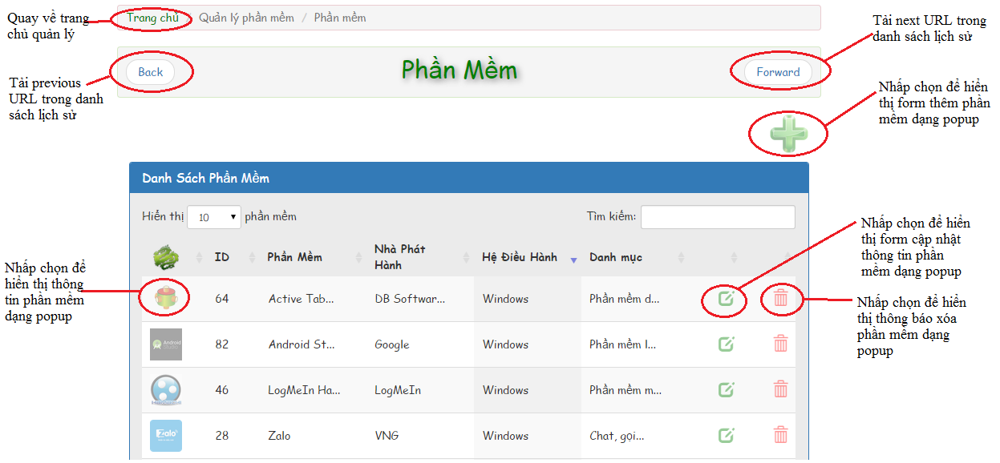 Quay về trang
chủ quản lý
Trang chủ Quản lý phần mềm / Phần mềm
Tải next URL trong
danh sách lịch sử
Back
Phần Mềm
Forward
Tải previous
URL trong danh
sách lịch sử
Nhấp chọn để hiển
thị form thêm phần
mềm dạng popup
Danh Sách Phần Mềm
Hiển thị 10 phần mềm
Tìm kiếm:
Nhấp chọn để hiển
thị form cập nhật
thông tin phần
mềm dạng popup
ID Phần Mềm Nhà Phát Hành Hệ Điều Hành Danh mục
Nhấp chọn để
hiển thị thông
tin phần mềm
dạng popup
64 Active Tab... DB Softwar... Windows Phần mềm d...
Nhấp chọn để hiển
thị thông báo xóa
phần mềm dạng
popup
Android
82 Android St... Google Windows Phần mềm l...
46 LogMeIn Ha... LogMeIn Windows Phần mềm m...
Zalo
28 Zalo VNG Windows Chat, gọi...